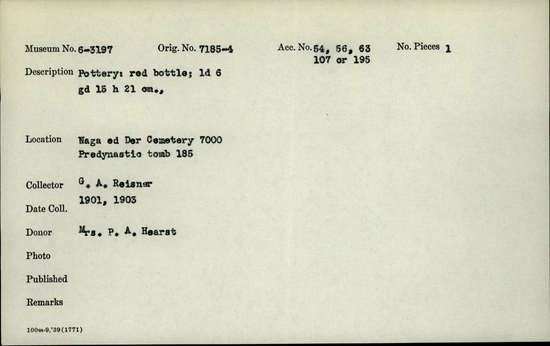 Museum No. 6-3197 Orig. No. 7185-4 Acc. No. 54, 56, 63 No. Pieces 1
107 or 195
Description Pottery: red bottle; ld 6
gd 15 h 21 cm.,
Location Naga ed Der Cemetery 7000
Predynastic tomb 185
Collector G. A. Reisner
Date Coll. 1901, 1903
Donor Mrs. P. A. Hearst
Photo
Published
Remarks
100m-9,'39(1771)